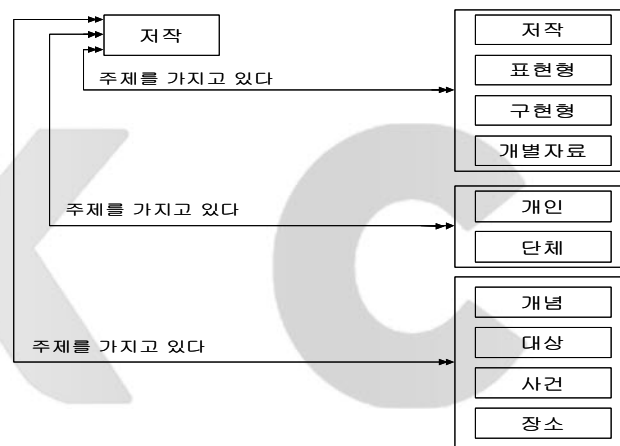 저작
주제를 가지고 있다
저작
표현형
구현형
개별자료
주제를 가지고 있다
개인
단체
주제를 가지고 있다
개념
대상
사건
장소
K C